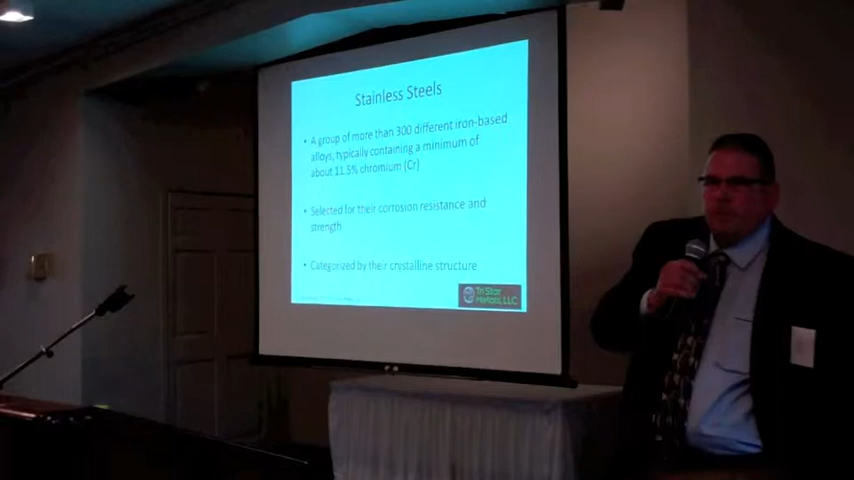 Stainless Steels
• A group of more than 300 different iron-based
alloys, typically containing a minimum of
about 11.5% chromium (Cr)
• Selected for their corrosion resistance and
strength
• Categorized by their crystalline structure
Tri Star
Metals, LLC